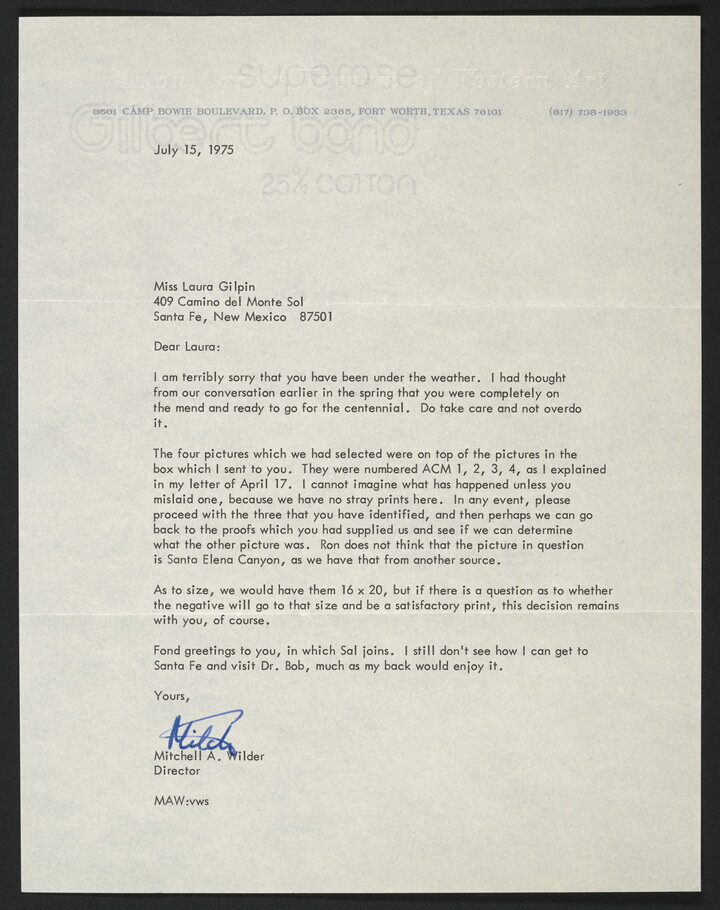 superose
of Western Art
3501 CAMP BOWIE BOULEVARD, P. O. BOX 2365, FORT WORTH, TEXAS 76101 (817) 738-1933
Gilbert bond
July 15, 1975
25% COTTON
Miss Laura Gilpin
409 Camino del Monte Sol
Santa Fe, New Mexico 87501
Dear Laura:
I am terribly sorry that you have been under the weather. I had thought
from our conversation earlier in the spring that you were completely on
the mend and ready to go for the centennial. Do take care and not overdo
it.
The four pictures which we had selected were on top of the pictures in the
box which I sent to you. They were numbered ACM 1, 2, 3, 4, as I explained
in my letter of April 17. I cannot imagine what has happened unless you
mislaid one, because we have no stray prints here. In any event, please
proceed with the three that you have identified, and then perhaps we can go
back to the proofs which you had supplied us and see if we can determine
what the other picture was. Ron does not think that the picture in question
is Santa Elena Canyon, as we have that from another source.
As to size, we would have them 16 x 20, but if there is a question as to whether
the negative will go to that size and be a satisfactory print, this decision remains
with you, of course.
Fond greetings to you, in which Sal joins. I still don't see how I can get to
Santa Fe and visit Dr. Bob, much as my back would enjoy it.
Yours,
Mitch
Mitchell A. Wilder
Director
MAW:vws